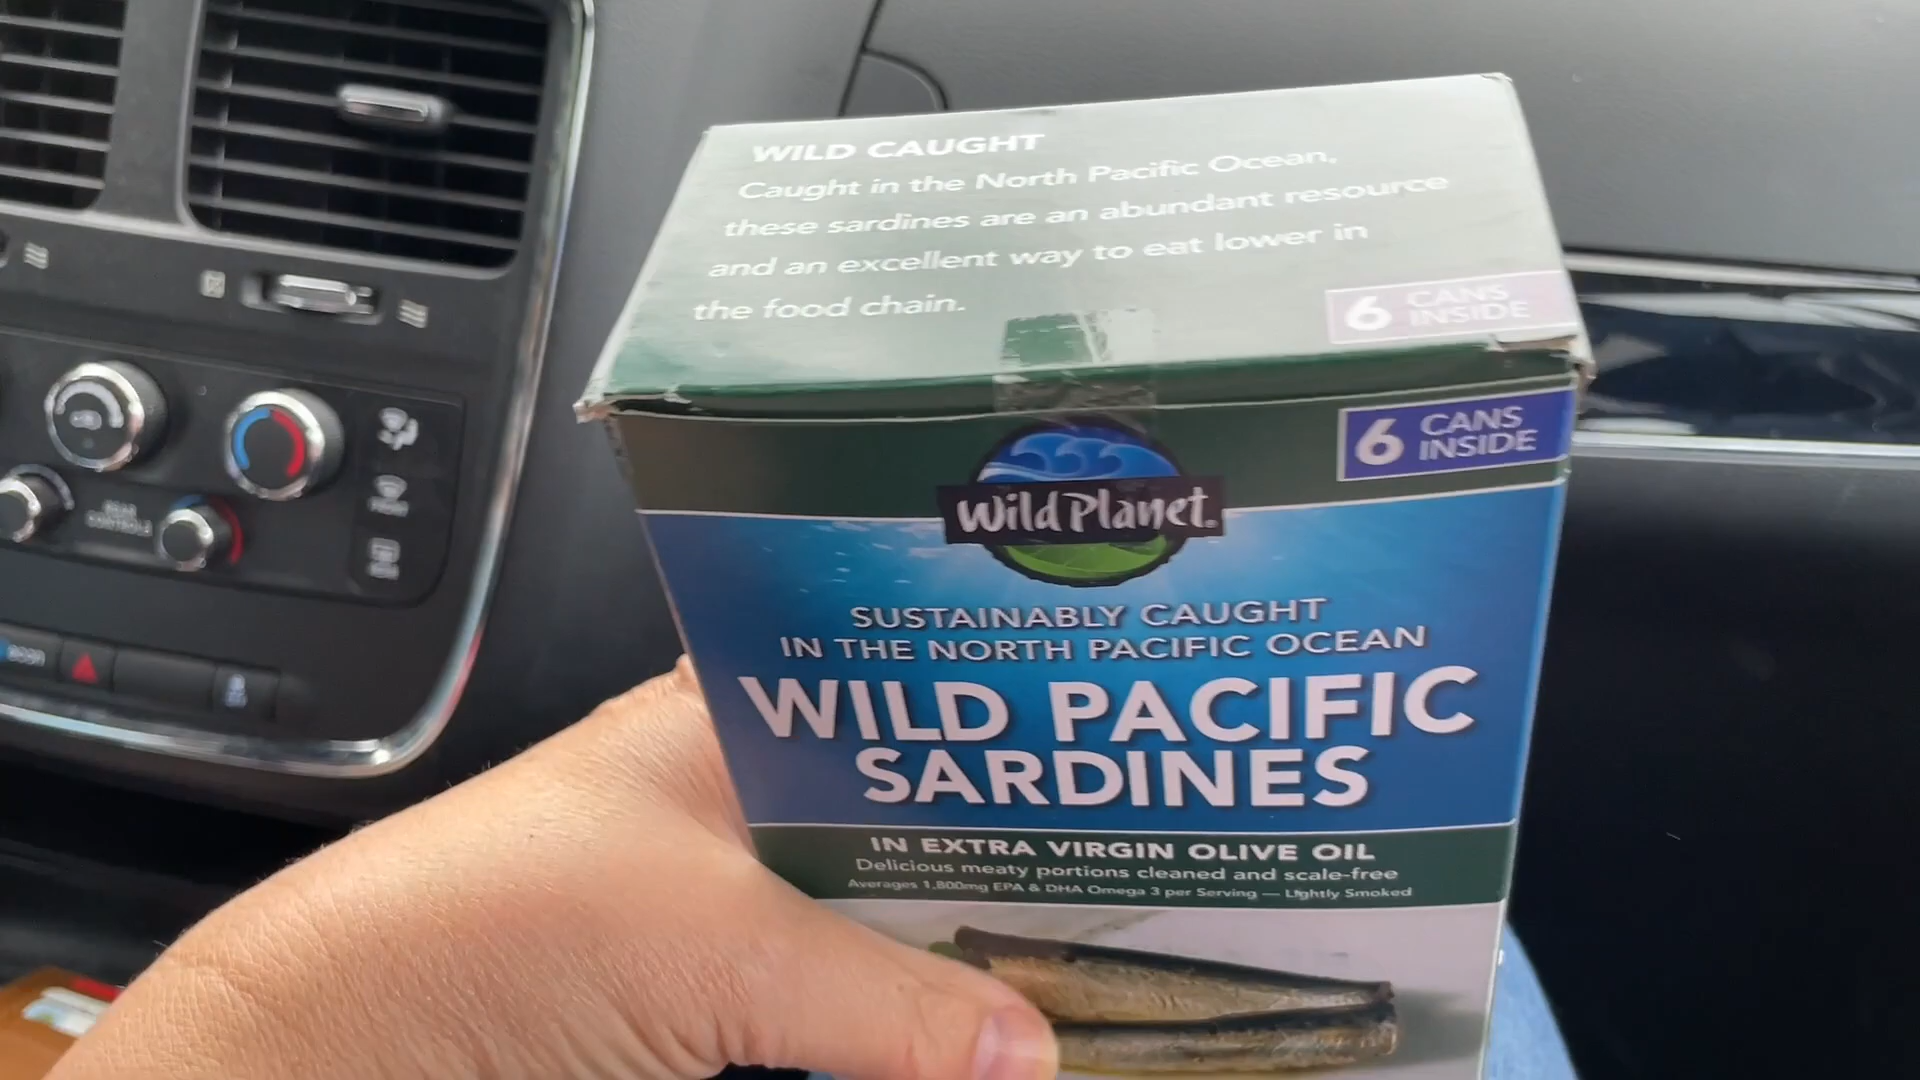 WILD CAUGHT
Caught in the North Pacific Ocean,
these sardines are an abundant resource
and an excellent way to eat lower in
the food chain.
6 CANS
INSIDE
6 CANS
INSIDE
Wild Planet®
SUSTAINABLY CAUGHT
IN THE NORTH PACIFIC OCEAN
WILD PACIFIC
SARDINES
IN EXTRA VIRGIN OLIVE OIL
Delicious meaty portions cleaned and scale-free
Averages 1,800mg EPA & DHA Omega 3 per Serving — Lightly Smoked
REAR
CONTROLS